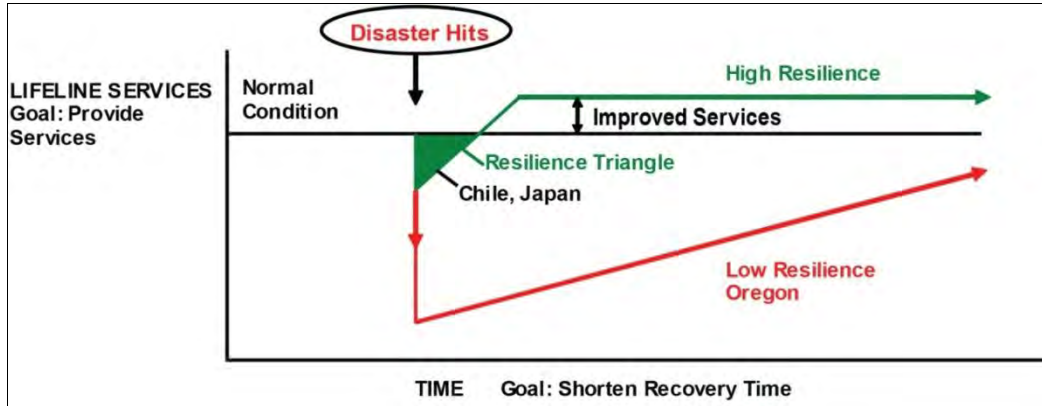 Disaster Hits
LIFELINE SERVICES
Goal: Provide
Services
Normal
Condition
High Resilience
Improved Services
Resilience Triangle
Chile, Japan
Low Resilience
Oregon
TIME Goal: Shorten Recovery Time